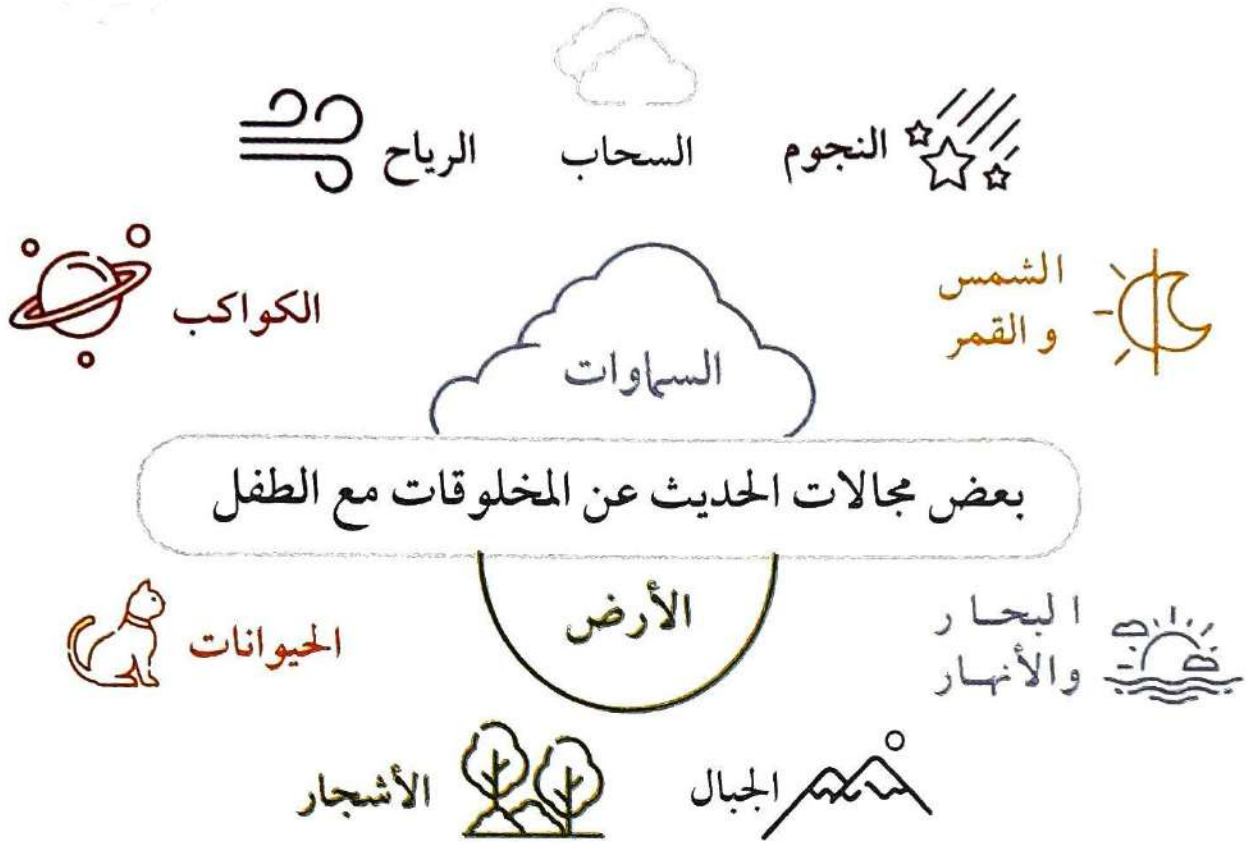 النجوم
السحاب
الرياح
الشمس
والقمر
الكواكب
السماوات
بعض مجالات الحديث عن المخلوقات مع الطفل
الأرض
البحار
والأنهار
الحيوانات
الجبال
الأشجار